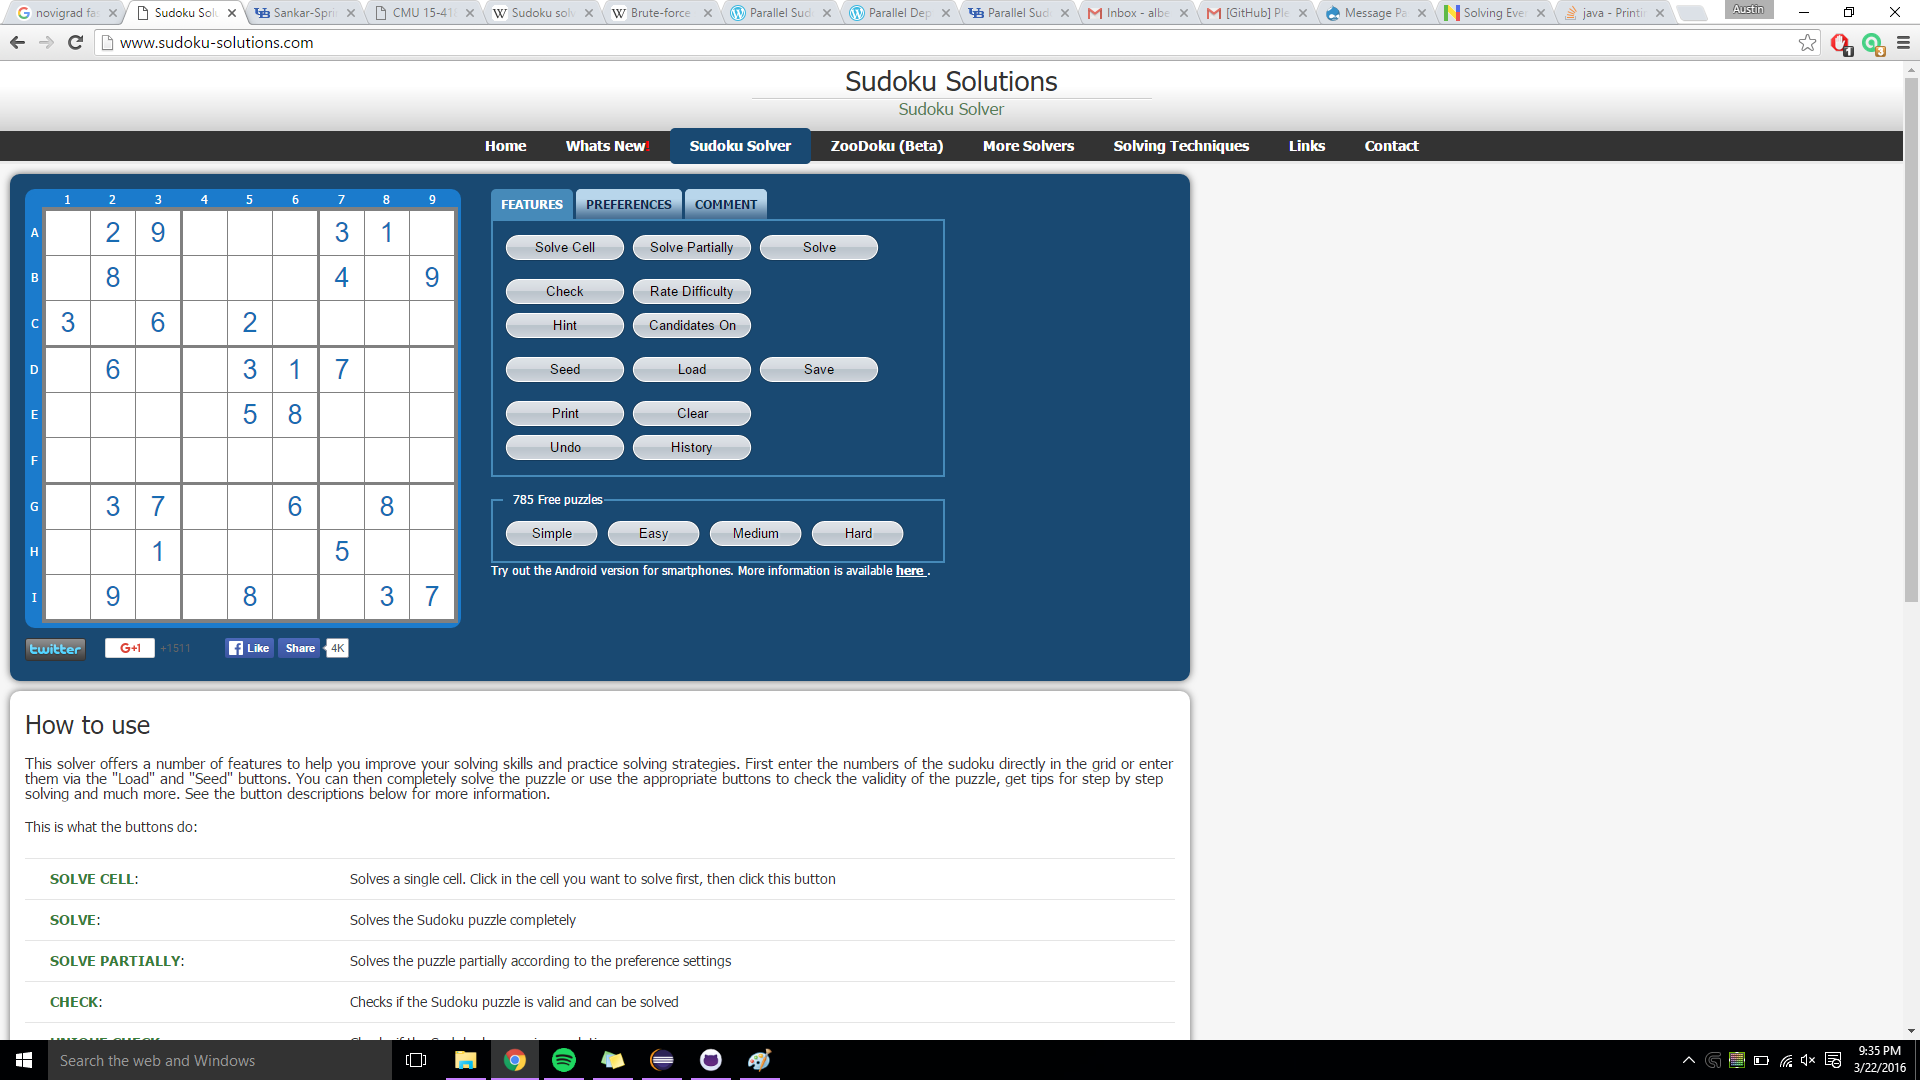 novigrad fa
Sudoku Solu
Sankar-Spri
CMU 15-418
Sudoku solv
Brute-force
Parallel Sud
Parallel Dep
Parallel Sud
Inbox - albe
[GitHub] Ple
Message Pa
Solving Eve
java - Printi
Austin
www.sudoku-solutions.com
1
3
Sudoku Solutions
Sudoku Solver
Home Whats New! Sudoku Solver ZooDoku (Beta) More Solvers Solving Techniques Links Contact
1 2 3 4 5 6 7 8 9
A 2 9 3 1
B 8 4 9
C 3 6 2
D 6 3 1 7
E 5 8
F
G 3 7 6 8
H 1 5
I 9 8 3 7
twitter G+1 +1511 Like Share 4K
FEATURES PREFERENCES COMMENT
Solve Cell Solve Partially Solve
Check Rate Difficulty
Hint Candidates On
Seed Load Save
Print Clear
Undo History
785 Free puzzles
Simple Easy Medium Hard
Try out the Android version for smartphones. More information is available here .
How to use
This solver offers a number of features to help you improve your solving skills and practice solving strategies. First enter the numbers of the sudoku directly in the grid or enter
them via the "Load" and "Seed" buttons. You can then completely solve the puzzle or use the appropriate buttons to check the validity of the puzzle, get tips for step by step
solving and much more. See the button descriptions below for more information.
This is what the buttons do:
SOLVE CELL: Solves a single cell. Click in the cell you want to solve first, then click this button
SOLVE: Solves the Sudoku puzzle completely
SOLVE PARTIALLY: Solves the puzzle partially according to the preference settings
CHECK: Checks if the Sudoku puzzle is valid and can be solved
Search the web and Windows
9:35 PM
3/22/2016